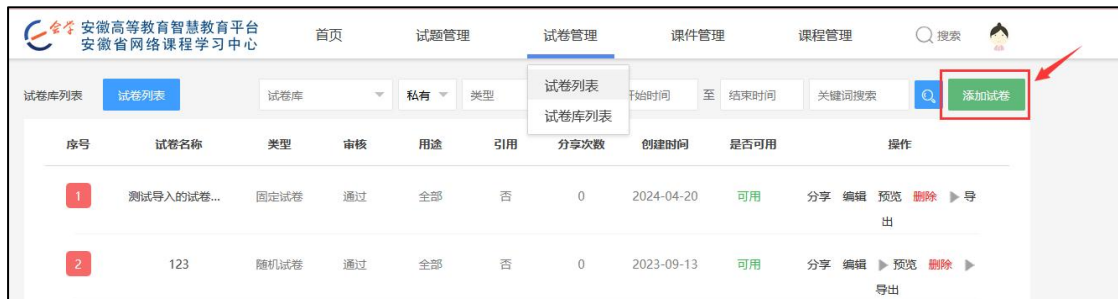 会学 安徽高等教育智慧教育平台 首页 试题管理 试卷管理 课件管理 课程管理 搜索
安徽省网络课程学习中心
试卷库列表 试卷列表 试卷库 私有 类型 开始时间 至 结束时间 关键词搜索 添加试卷
试卷列表
试卷库列表
序号 试卷名称 类型 审核 用途 引用 分享次数 创建时间 是否可用 操作
1 测试导入的试卷... 固定试卷 通过 全部 否 0 2024-04-20 可用 分享 编辑 预览 删除 ▶导
出
2 123 随机试卷 通过 全部 否 0 2023-09-13 可用 分享 编辑 ▶预览 删除 ▶
导出